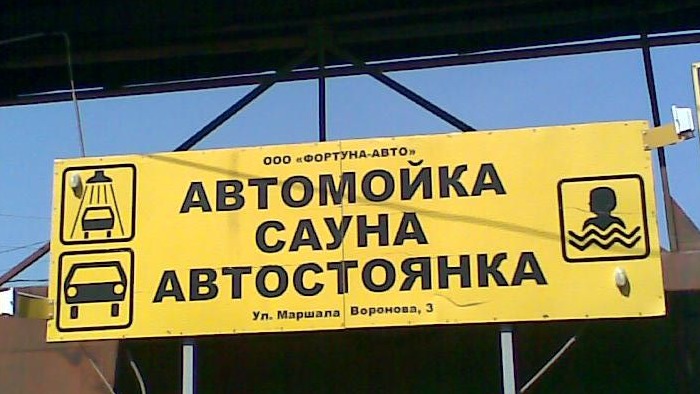 ООО «ФОРТУНА-АВТО»
АВТОМОЙКА
САУНА
АВТОСТОЯНКА
Ул. Маршала Воронова, 3